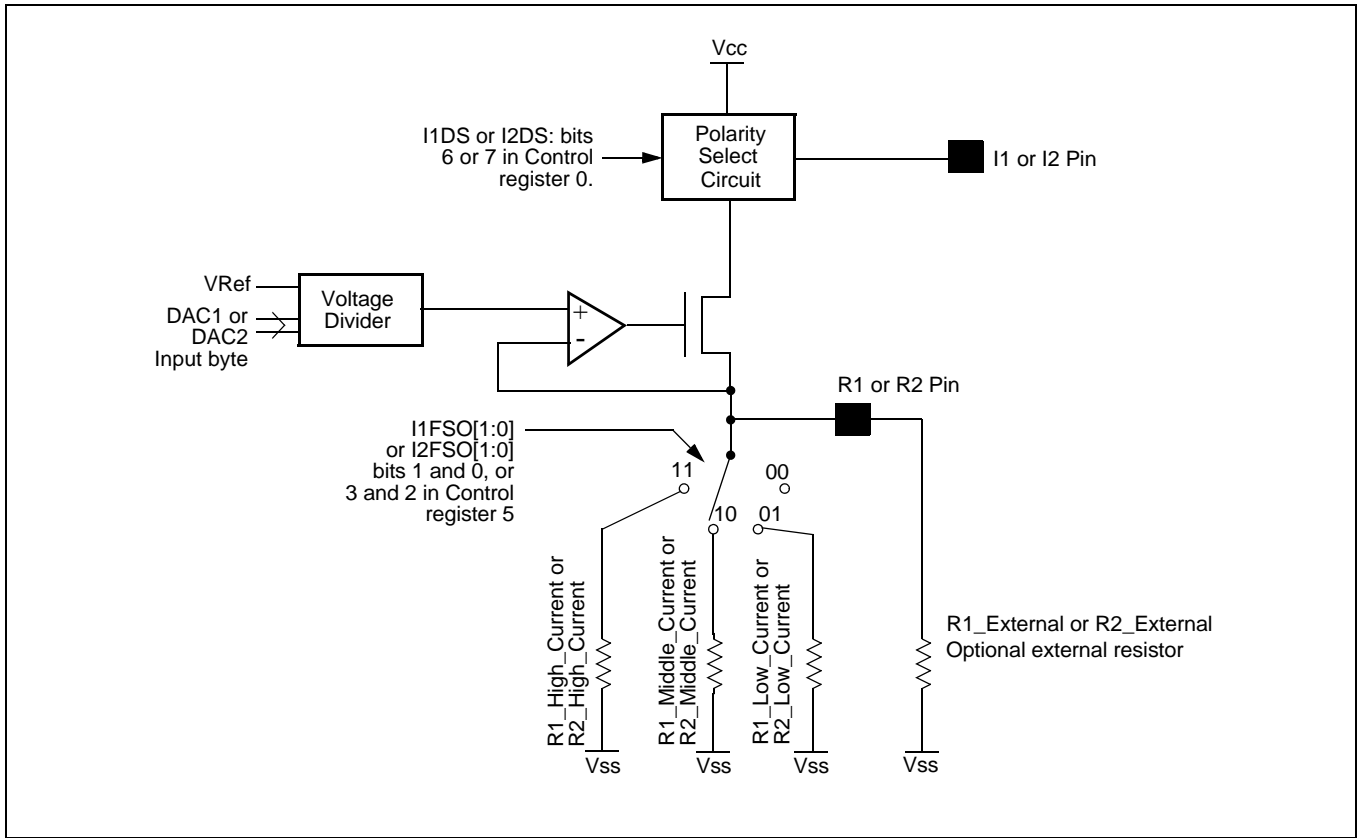 Vcc
I1DS or I2DS: bits
6 or 7 in Control
register 0.
Polarity
Select
Circuit
I1 or I2 Pin
VRef
DAC1 or
DAC2
Input byte
Voltage
Divider
+
-
R1 or R2 Pin
I1FSO[1:0]
or I2FSO[1:0]
bits 1 and 0, or
3 and 2 in Control
register 5
11
00
10
01
R1_High_Current or
R2_High_Current
R1_Middle_Current or
R2_Middle_Current
R1_Low_Current or
R2_Low_Current
R1_External or R2_External
Optional external resistor
Vss
Vss
Vss
Vss